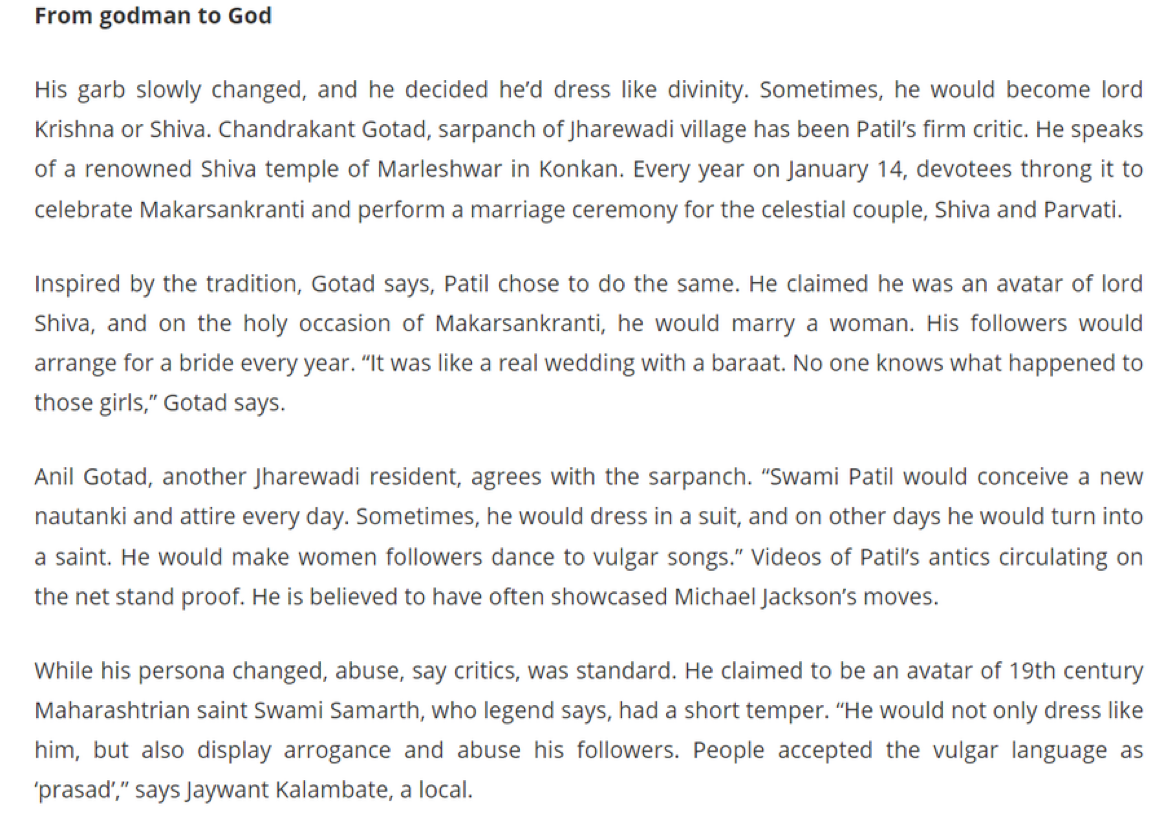 From godman to God
His garb slowly changed, and he decided he’d dress like divinity. Sometimes, he would become lord
Krishna or Shiva. Chandrakant Gotad, sarpanch of Jharewadi village has been Patil’s firm critic. He speaks
of a renowned Shiva temple of Marleshwar in Konkan. Every year on January 14, devotees throng it to
celebrate Makarsankranti and perform a marriage ceremony for the celestial couple, Shiva and Parvati.
Inspired by the tradition, Gotad says, Patil chose to do the same. He claimed he was an avatar of lord
Shiva, and on the holy occasion of Makarsankranti, he would marry a woman. His followers would
arrange for a bride every year. “It was like a real wedding with a baraat. No one knows what happened to
those girls,” Gotad says.
Anil Gotad, another Jharewadi resident, agrees with the sarpanch. “Swami Patil would conceive a new
nautanki and attire every day. Sometimes, he would dress in a suit, and on other days he would turn into
a saint. He would make women followers dance to vulgar songs.” Videos of Patil’s antics circulating on
the net stand proof. He is believed to have often showcased Michael Jackson’s moves.
While his persona changed, abuse, say critics, was standard. He claimed to be an avatar of 19th century
Maharashtrian saint Swami Samarth, who legend says, had a short temper. “He would not only dress like
him, but also display arrogance and abuse his followers. People accepted the vulgar language as
‘prasad’,” says Jaywant Kalambate, a local.